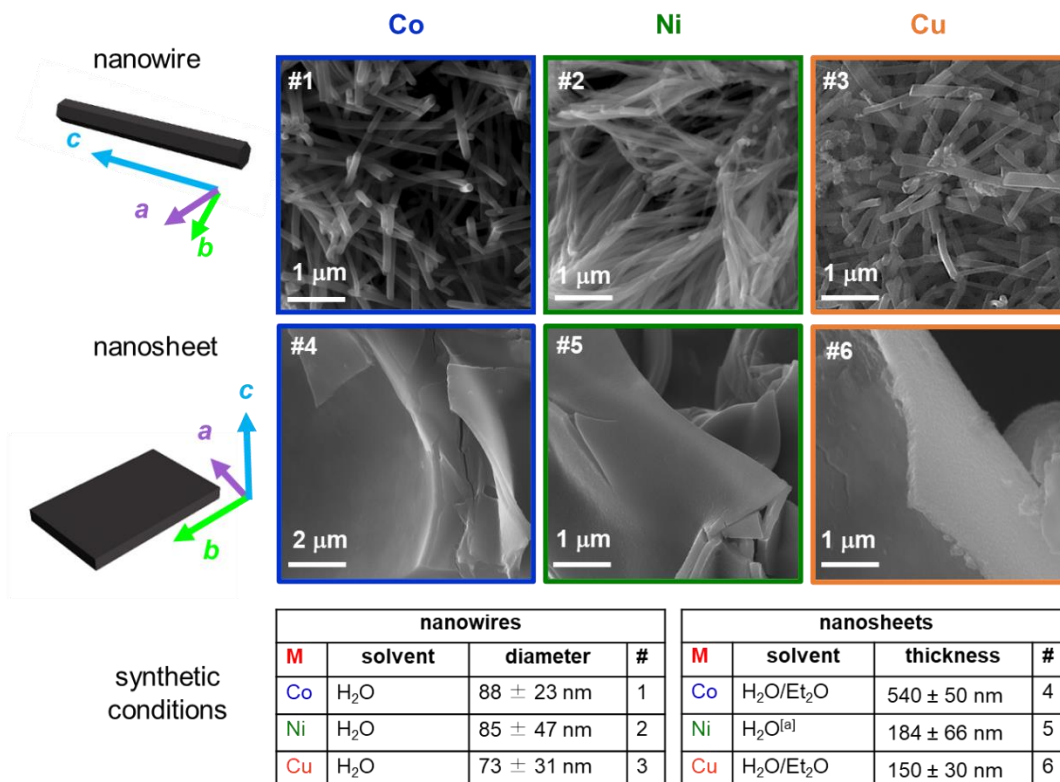 Co Ni Cu
nanowire
c
a
b
#1
1 μm
#2
1 μm
#3
1 μm
nanosheet
c
a
b
#4
2 μm
#5
1 μm
#6
1 μm
synthetic
conditions
nanowires
M solvent diameter #
Co H₂O 88 ± 23 nm 1
Ni H₂O 85 ± 47 nm 2
Cu H₂O 73 ± 31 nm 3
nanosheets
M solvent thickness #
Co H₂O/Et₂O 540 ± 50 nm 4
Ni H₂O[a] 184 ± 66 nm 5
Cu H₂O/Et₂O 150 ± 30 nm 6